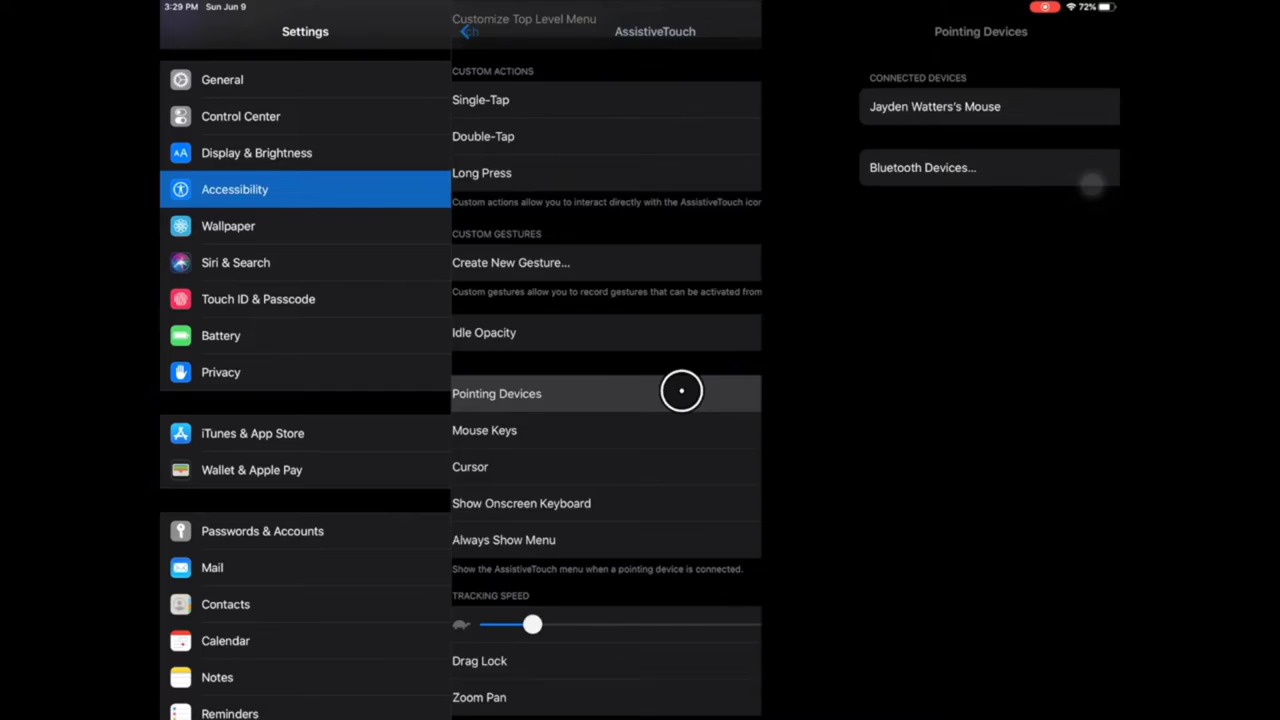 3:29 PM Sun Jun 9
72%
Settings
General
Control Center
Display & Brightness
AA
Accessibility
Wallpaper
Siri & Search
Touch ID & Passcode
Battery
Privacy
iTunes & App Store
Wallet & Apple Pay
Passwords & Accounts
Mail
Contacts
Calendar
Notes
Reminders
Customize Top Level Menu
ch
AssistiveTouch
CUSTOM ACTIONS
Single-Tap
Double-Tap
Long Press
Custom actions allow you to interact directly with the AssistiveTouch icon
CUSTOM GESTURES
Create New Gesture...
Custom gestures allow you to record gestures that can be activated from
Idle Opacity
Pointing Devices
Mouse Keys
Cursor
Show Onscreen Keyboard
Always Show Menu
Show the AssistiveTouch menu when a pointing device is connected.
TRACKING SPEED
Drag Lock
Zoom Pan
Pointing Devices
CONNECTED DEVICES
Jayden Watters's Mouse
Bluetooth Devices...